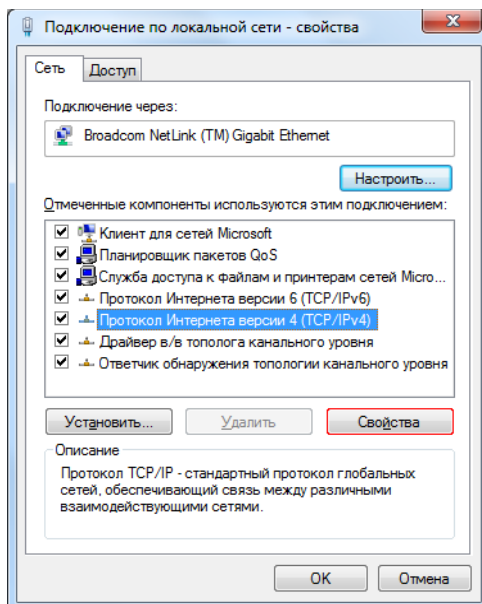 Подключение по локальной сети - свойства
Сеть Доступ
Подключение через:
Broadcom NetLink (TM) Gigabit Ethernet
Настроить...
Отмеченные компоненты используются этим подключением:
Клиент для сетей Microsoft
Планировщик пакетов QoS
Служба доступа к файлам и принтерам сетей Micro...
Протокол Интернета версии 6 (TCP/IPv6)
Протокол Интернета версии 4 (TCP/IPv4)
Драйвер в/в тополога канального уровня
Ответчик обнаружения топологии канального уровня
Установить... Удалить Свойства
Описание
Протокол TCP/IP - стандартный протокол глобальных
сетей, обеспечивающий связь между различными
взаимодействующими сетями.
OK Отмена